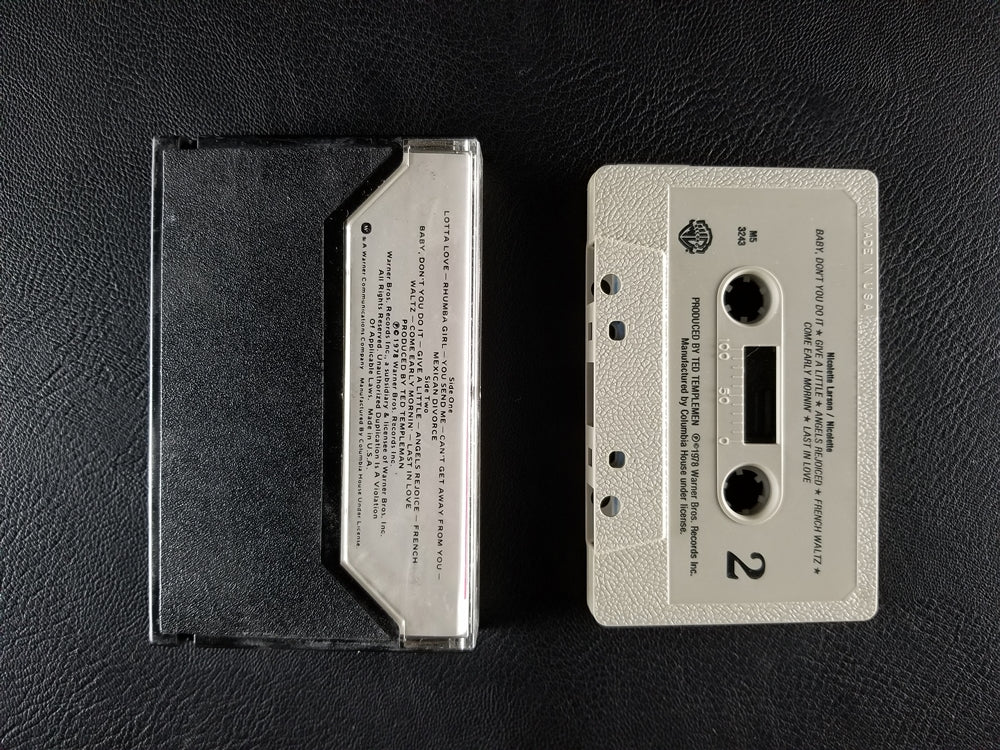 Side One
LOTTA LOVE — RHUMBA GIRL — YOU SEND ME — CAN'T GET AWAY FROM YOU —
MEXICAN DIVORCE
Side Two
BABY, DON'T YOU DO IT — GIVE A LITTLE — ANGELS REJOICE — FRENCH
WALTZ — COME EARLY MORNIN' — LAST IN LOVE
PRODUCED BY TED TEMPLEMAN
℗© 1978 Warner Bros. Records Inc.
Warner Bros. Records Inc., a subsidiary & licensee of Warner Bros. Inc.
All Rights Reserved. Unauthorized Duplication Is A Violation
Of Applicable Laws. Made in U.S.A.
A Warner Communications Company Manufactured By Columbia House Under License.
MADE IN U.S.A.
Nicolette Larson / Nicolette
BABY, DON'T YOU DO IT ★ GIVE A LITTLE ★ ANGELS REJOICED ★ FRENCH WALTZ ★
COME EARLY MORNIN' ★ LAST IN LOVE
M5
3243
2
100 50 0
PRODUCED BY TED TEMPLEMEN ℗©1978 Warner Bros. Records Inc.
Manufactured by Columbia House under license.